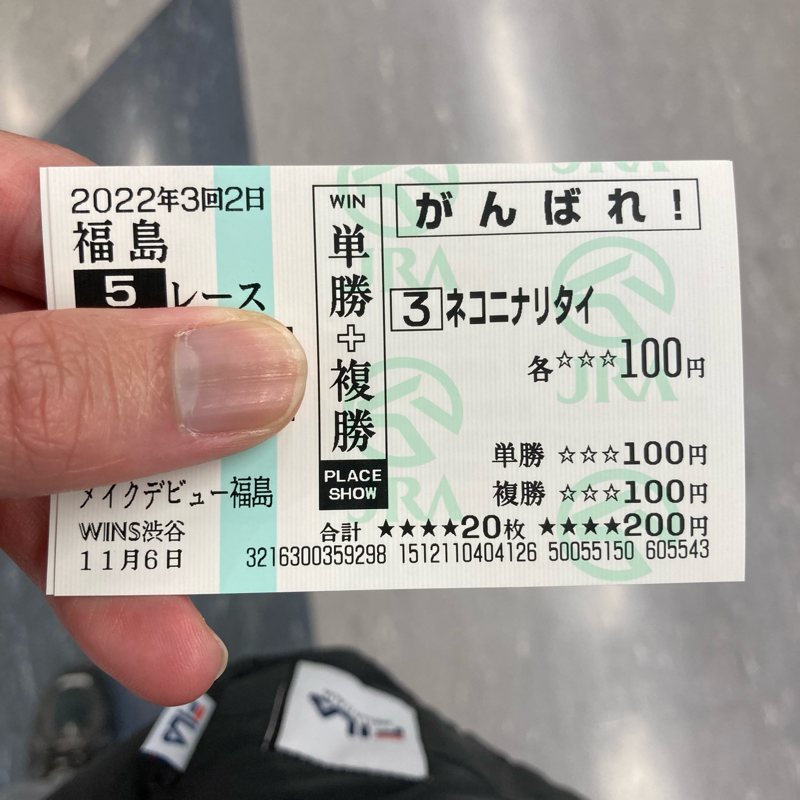 2022年3回2日
福島
5レース
メイクデビュー福島
WINS渋谷
11月6日
WIN
単勝+複勝
PLACE
SHOW
がんばれ!
3ネコニナリタイ
各☆☆☆100円
単勝 ☆☆☆100円
複勝 ☆☆☆100円
合計 ★★★★20枚 ★★★★200円
3216300359298 1512110404126 50055150 605543
JRA
JRA
JRA
JRA
FILA
FILA